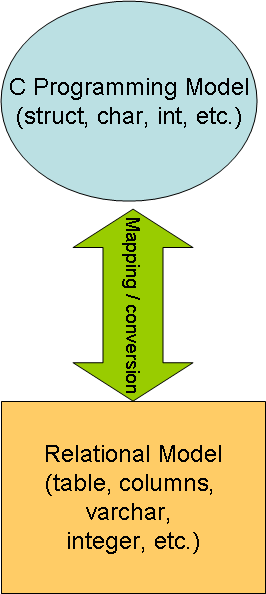 C Programming Model
(struct, char, int, etc.)
Mapping / conversion
Relational Model
(table, columns,
varchar,
integer, etc.)